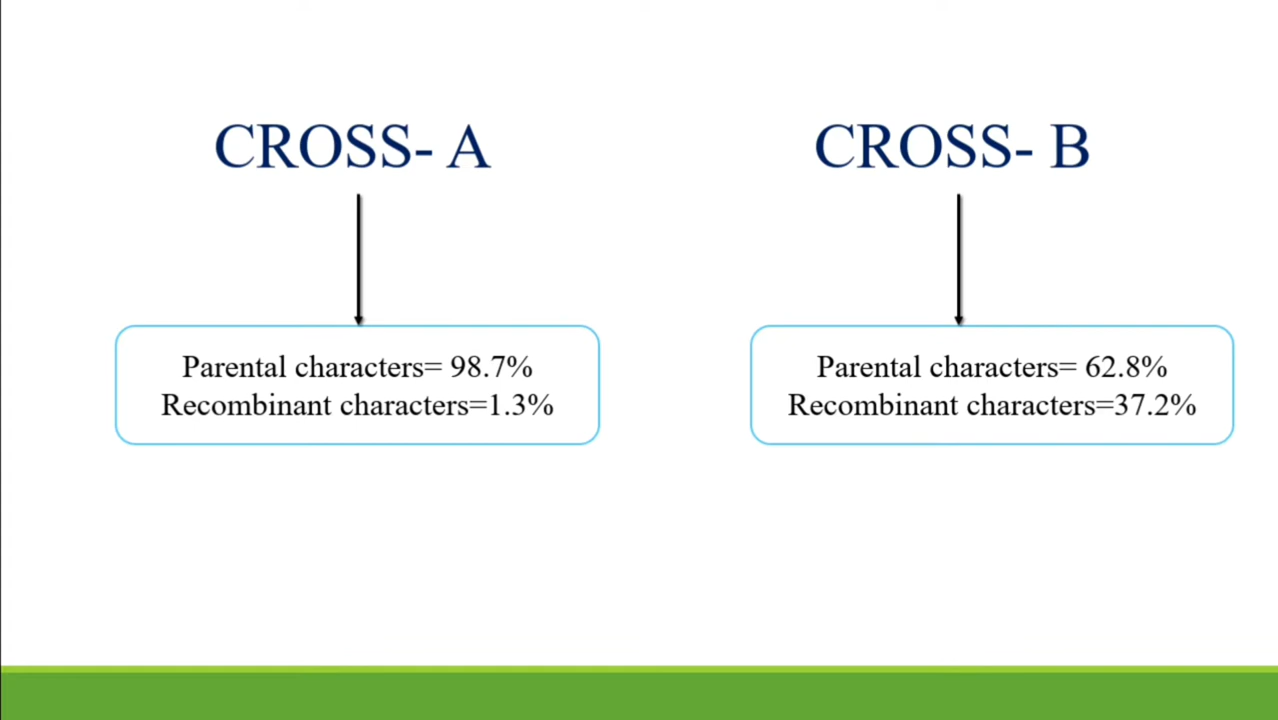 CROSS- A
Parental characters= 98.7%
Recombinant characters=1.3%
CROSS- B
Parental characters= 62.8%
Recombinant characters=37.2%